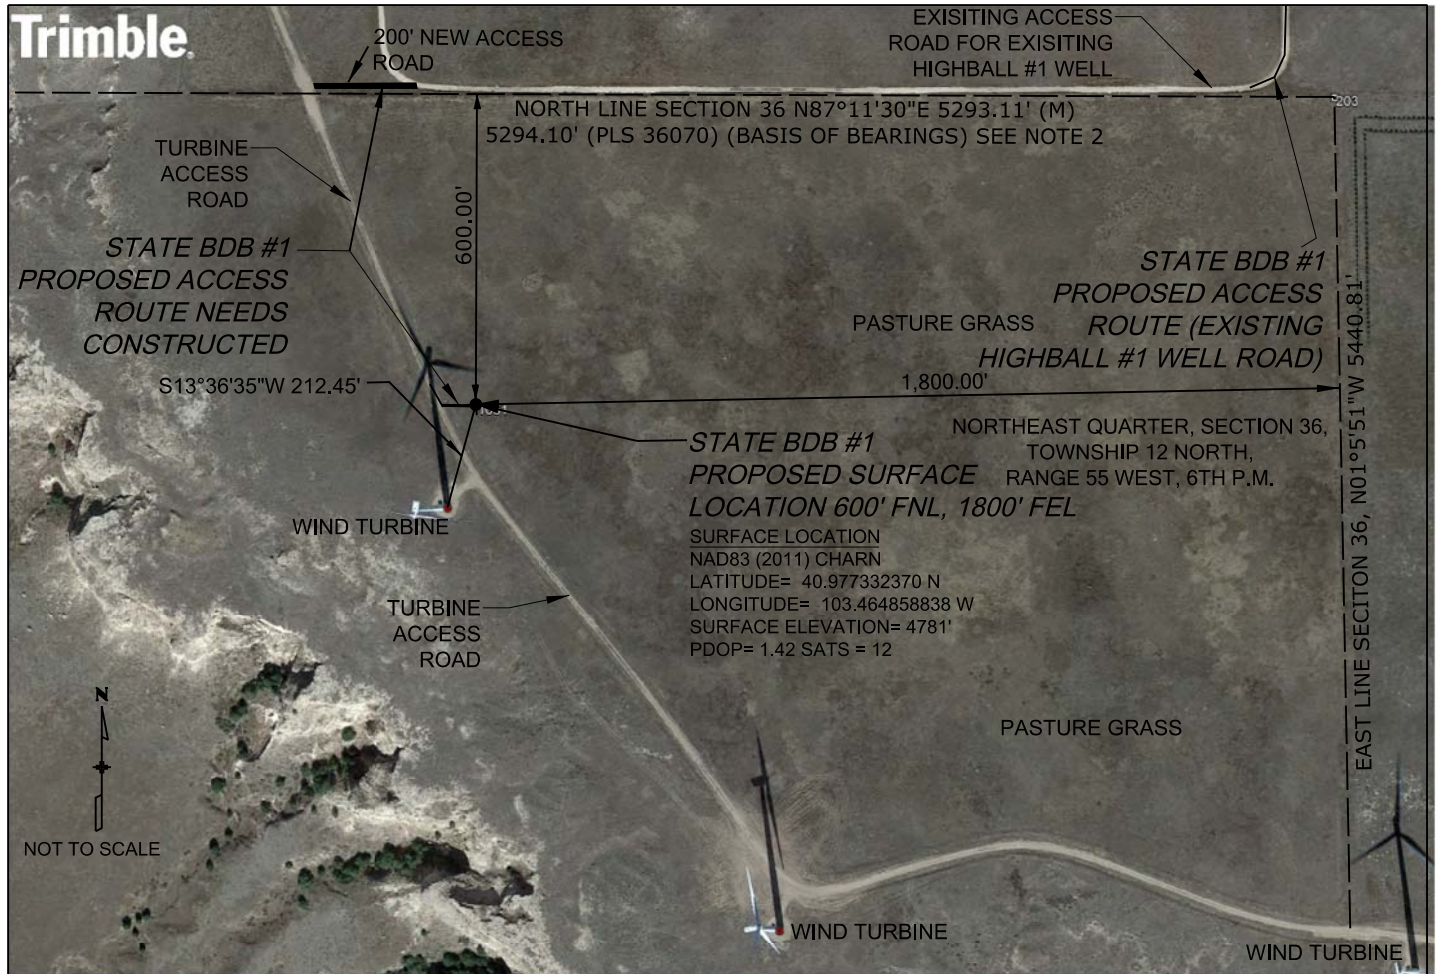 Trimble.
200' NEW ACCESS
ROAD
EXISITING ACCESS
ROAD FOR EXISITING
HIGHBALL #1 WELL
NORTH LINE SECTION 36 N87°11'30"E 5293.11' (M)
5294.10' (PLS 36070) (BASIS OF BEARINGS) SEE NOTE 2
203
TURBINE
ACCESS
ROAD
600.00'
STATE BDB #1
PROPOSED ACCESS
ROUTE NEEDS
CONSTRUCTED
STATE BDB #1
PROPOSED ACCESS
ROUTE (EXISTING
HIGHBALL #1 WELL ROAD)
PASTURE GRASS
S13°36'35"W 212.45'
1,800.00'
EAST LINE SECITON 36, N01°5'51"W 5440.81'
NORTHEAST QUARTER, SECTION 36,
TOWNSHIP 12 NORTH,
RANGE 55 WEST, 6TH P.M.
STATE BDB #1
PROPOSED SURFACE
LOCATION 600' FNL, 1800' FEL
SURFACE LOCATION
NAD83 (2011) CHARN
LATITUDE= 40.977332370 N
LONGITUDE= 103.464858838 W
SURFACE ELEVATION= 4781'
PDOP= 1.42 SATS = 12
WIND TURBINE
TURBINE
ACCESS
ROAD
N
NOT TO SCALE
PASTURE GRASS
WIND TURBINE
WIND TURBINE